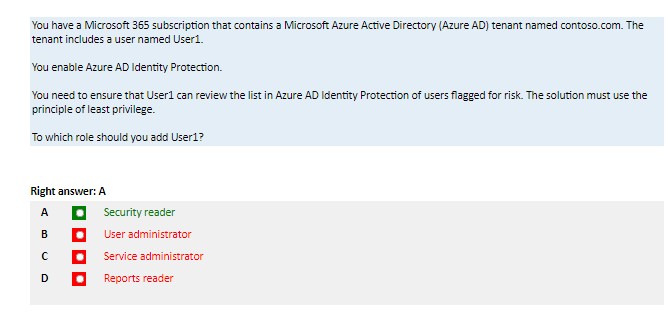 You have a Microsoft 365 subscription that contains a Microsoft Azure Active Directory (Azure AD) tenant named contoso.com. The
tenant includes a user named User1.
You enable Azure AD Identity Protection.
You need to ensure that User1 can review the list in Azure AD Identity Protection of users flagged for risk. The solution must use the
principle of least privilege.
To which role should you add User1?
Right answer: A
A Security reader
B User administrator
C Service administrator
D Reports reader